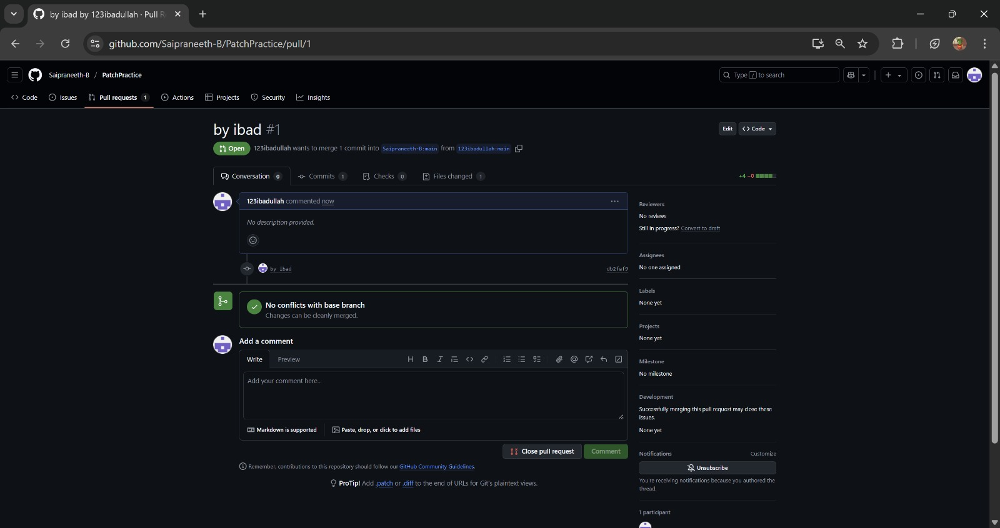 by ibad by 123ibadullah · Pull R
github.com/Saipraneeth-B/PatchPractice/pull/1
Saipraneeth-B / PatchPractice
Type / to search
Code
Issues
Pull requests 1
Actions
Projects
Security
Insights
by ibad #1
Edit
<> Code
Open
123ibadullah wants to merge 1 commit into Saipraneeth-B:main from 123ibadullah:main
Conversation 0
Commits 1
Checks 0
Files changed 1
+4 −0
123ibadullah commented now
No description provided.
by ibad
db2faf9
No conflicts with base branch
Changes can be cleanly merged.
Add a comment
Write
Preview
Add your comment here...
Markdown is supported
Paste, drop, or click to add files
Close pull request
Comment
Remember, contributions to this repository should follow our GitHub Community Guidelines.
ProTip! Add .patch or .diff to the end of URLs for Git's plaintext views.
Reviewers
No reviews
Still in progress? Convert to draft
Assignees
No one assigned
Labels
None yet
Projects
None yet
Milestone
No milestone
Development
Successfully merging this pull request may close these
issues.
None yet
Notifications
Customize
Unsubscribe
You're receiving notifications because you authored the
thread.
1 participant